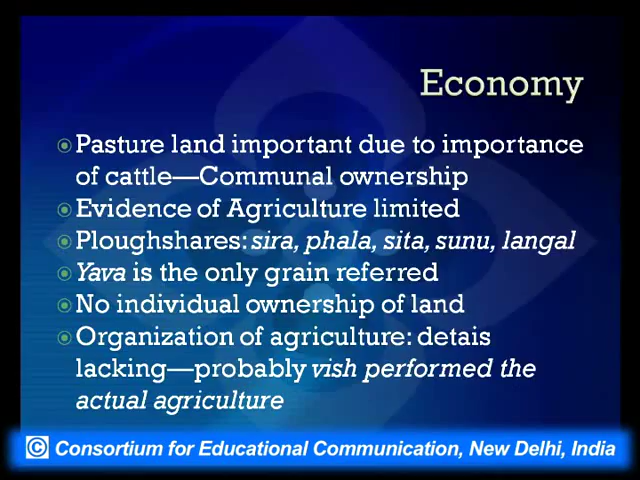 Economy
Pasture land important due to importance
of cattle—Communal ownership
Evidence of Agriculture limited
Ploughshares: sira, phala, sita, sunu, langal
Yava is the only grain referred
No individual ownership of land
Organization of agriculture: detais
lacking—probably vish performed the
actual agriculture
© Consortium for Educational Communication, New Delhi, India